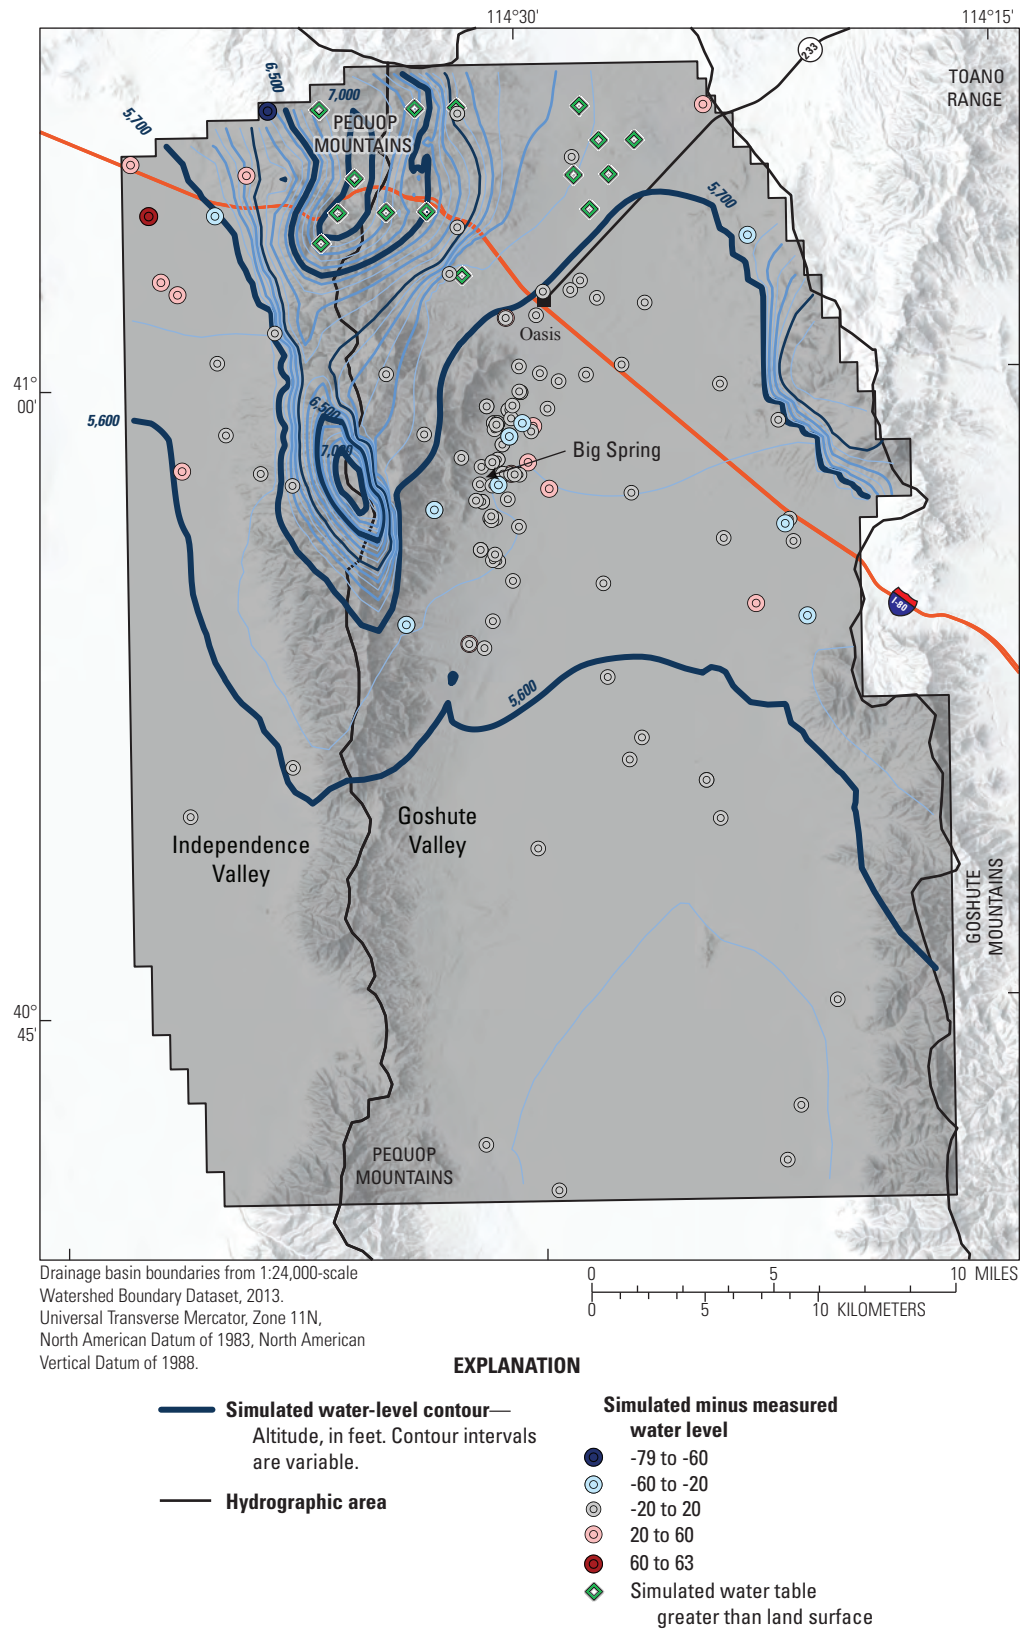 114°30'
114°15'
233
TOANO
RANGE
6,500
7,000
5,700
PEQUOP
MOUNTAINS
5,700
Oasis
41°
00'
5,600
6,500
7,000
Big Spring
I-80
5,600
Independence
Valley
Goshute
Valley
GOSHUTE
MOUNTAINS
40°
45'
PEQUOP
MOUNTAINS
Drainage basin boundaries from 1:24,000-scale
Watershed Boundary Dataset, 2013.
Universal Transverse Mercator, Zone 11N,
North American Datum of 1983, North American
Vertical Datum of 1988.
0 5 10 MILES
0 5 10 KILOMETERS
EXPLANATION
Simulated water-level contour—
Altitude, in feet. Contour intervals
are variable.
Hydrographic area
Simulated minus measured
water level
-79 to -60
-60 to -20
-20 to 20
20 to 60
60 to 63
Simulated water table
greater than land surface